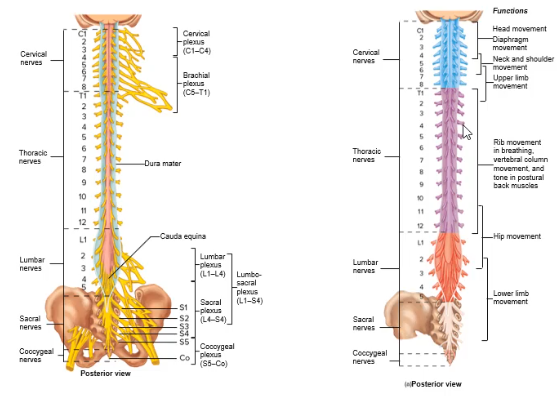 C1
2
3
4
5
6
7
8
T1
2
3
4
5
6
7
8
9
10
11
12
L1
2
3
4
5
Cervical
nerves
Thoracic
nerves
Lumbar
nerves
Sacral
nerves
Coccygeal
nerves
Cervical
plexus
(C1–C4)
Brachial
plexus
(C5–T1)
Dura mater
Cauda equina
Lumbar
plexus
(L1–L4)
Sacral
plexus
(L4–S4)
Lumbo-
sacral
plexus
(L1–S4)
S1
S2
S3
S4
S5
Co
Coccygeal
plexus
(S5–Co)
Posterior view
Functions
C1
2
3
4
5
6
7
8
T1
2
3
4
5
6
7
8
9
10
11
12
L1
2
3
4
Cervical
nerves
Thoracic
nerves
Lumbar
nerves
Sacral
nerves
Coccygeal
nerves
Head movement
Diaphragm
movement
Neck and shoulder
movement
Upper limb
movement
Rib movement
in breathing,
vertebral column
movement, and
tone in postural
back muscles
Hip movement
Lower limb
movement
(a)Posterior view